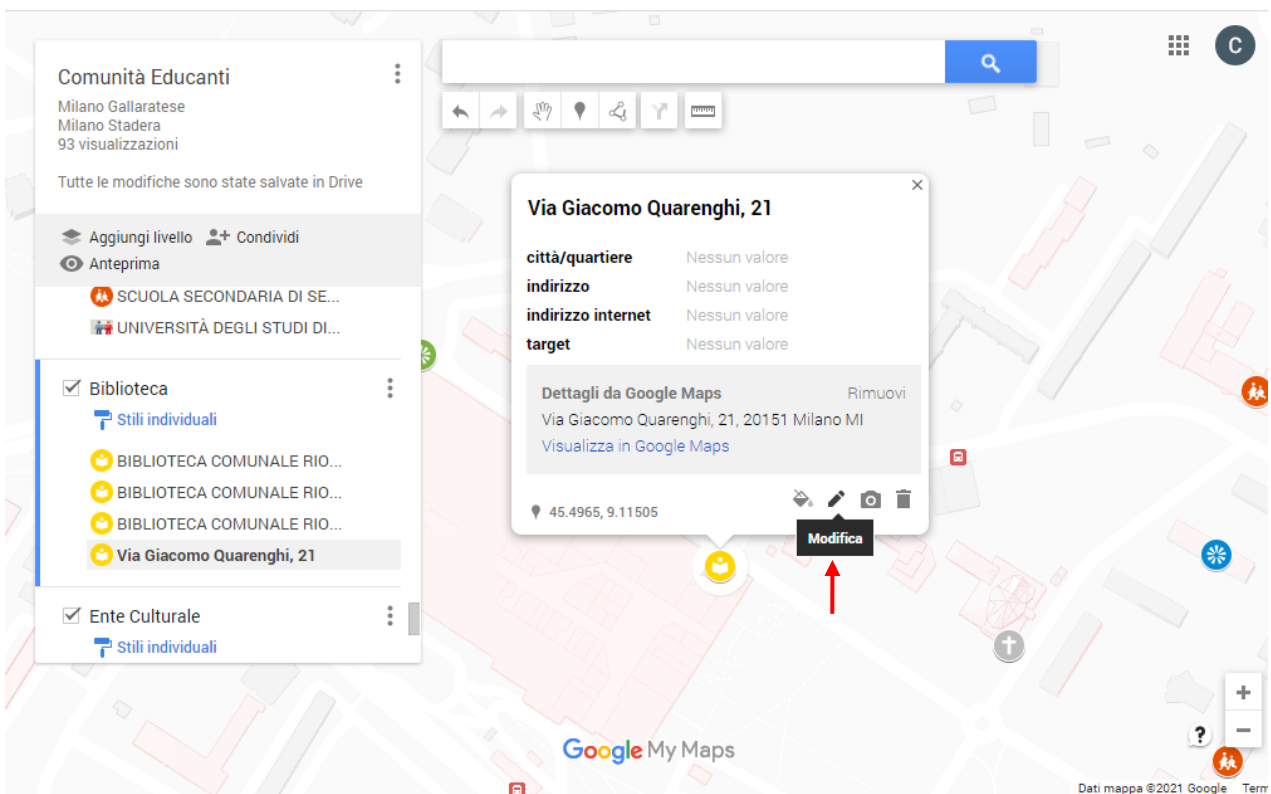 Comunità Educanti
Milano Gallaratese
Milano Stadera
93 visualizzazioni
Tutte le modifiche sono state salvate in Drive
Aggiungi livello Condividi
Anteprima
SCUOLA SECONDARIA DI SE...
UNIVERSITÀ DEGLI STUDI DI...
Biblioteca
Stili individuali
BIBLIOTECA COMUNALE RIO...
BIBLIOTECA COMUNALE RIO...
BIBLIOTECA COMUNALE RIO...
Via Giacomo Quarenghi, 21
Ente Culturale
Stili individuali
C
Via Giacomo Quarenghi, 21
città/quartiere Nessun valore
indirizzo Nessun valore
indirizzo internet Nessun valore
target Nessun valore
Dettagli da Google Maps Rimuovi
Via Giacomo Quarenghi, 21, 20151 Milano MI
Visualizza in Google Maps
45.4965, 9.11505
Modifica
Google My Maps
?
Dati mappa ©2021 Google Term